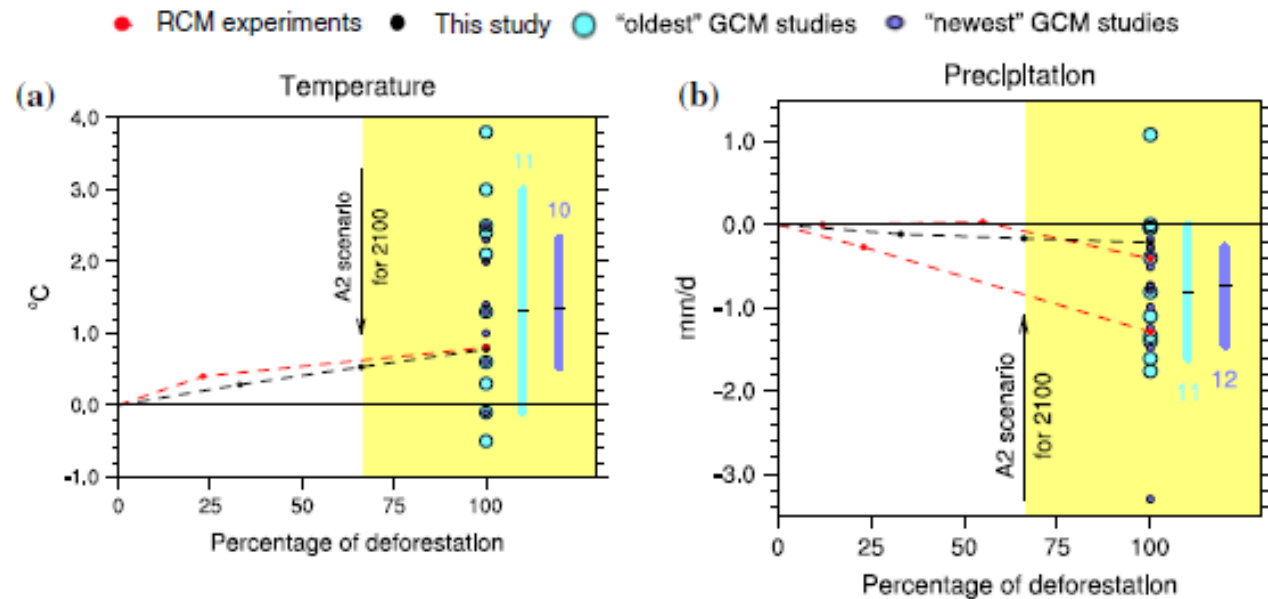 RCM experiments This study "oldest" GCM studies "newest" GCM studies
(a) Temperature
4.0
3.0
2.0
1.0
0.0
-1.0
°C
A2 scenario
for 2100
11
10
0 25 50 75 100
Percentage of deforestation
(b) Precipitation
1.0
0.0
-1.0
-2.0
-3.0
mm/d
A2 scenario
for 2100
11
12
0 25 50 75 100
Percentage of deforestation